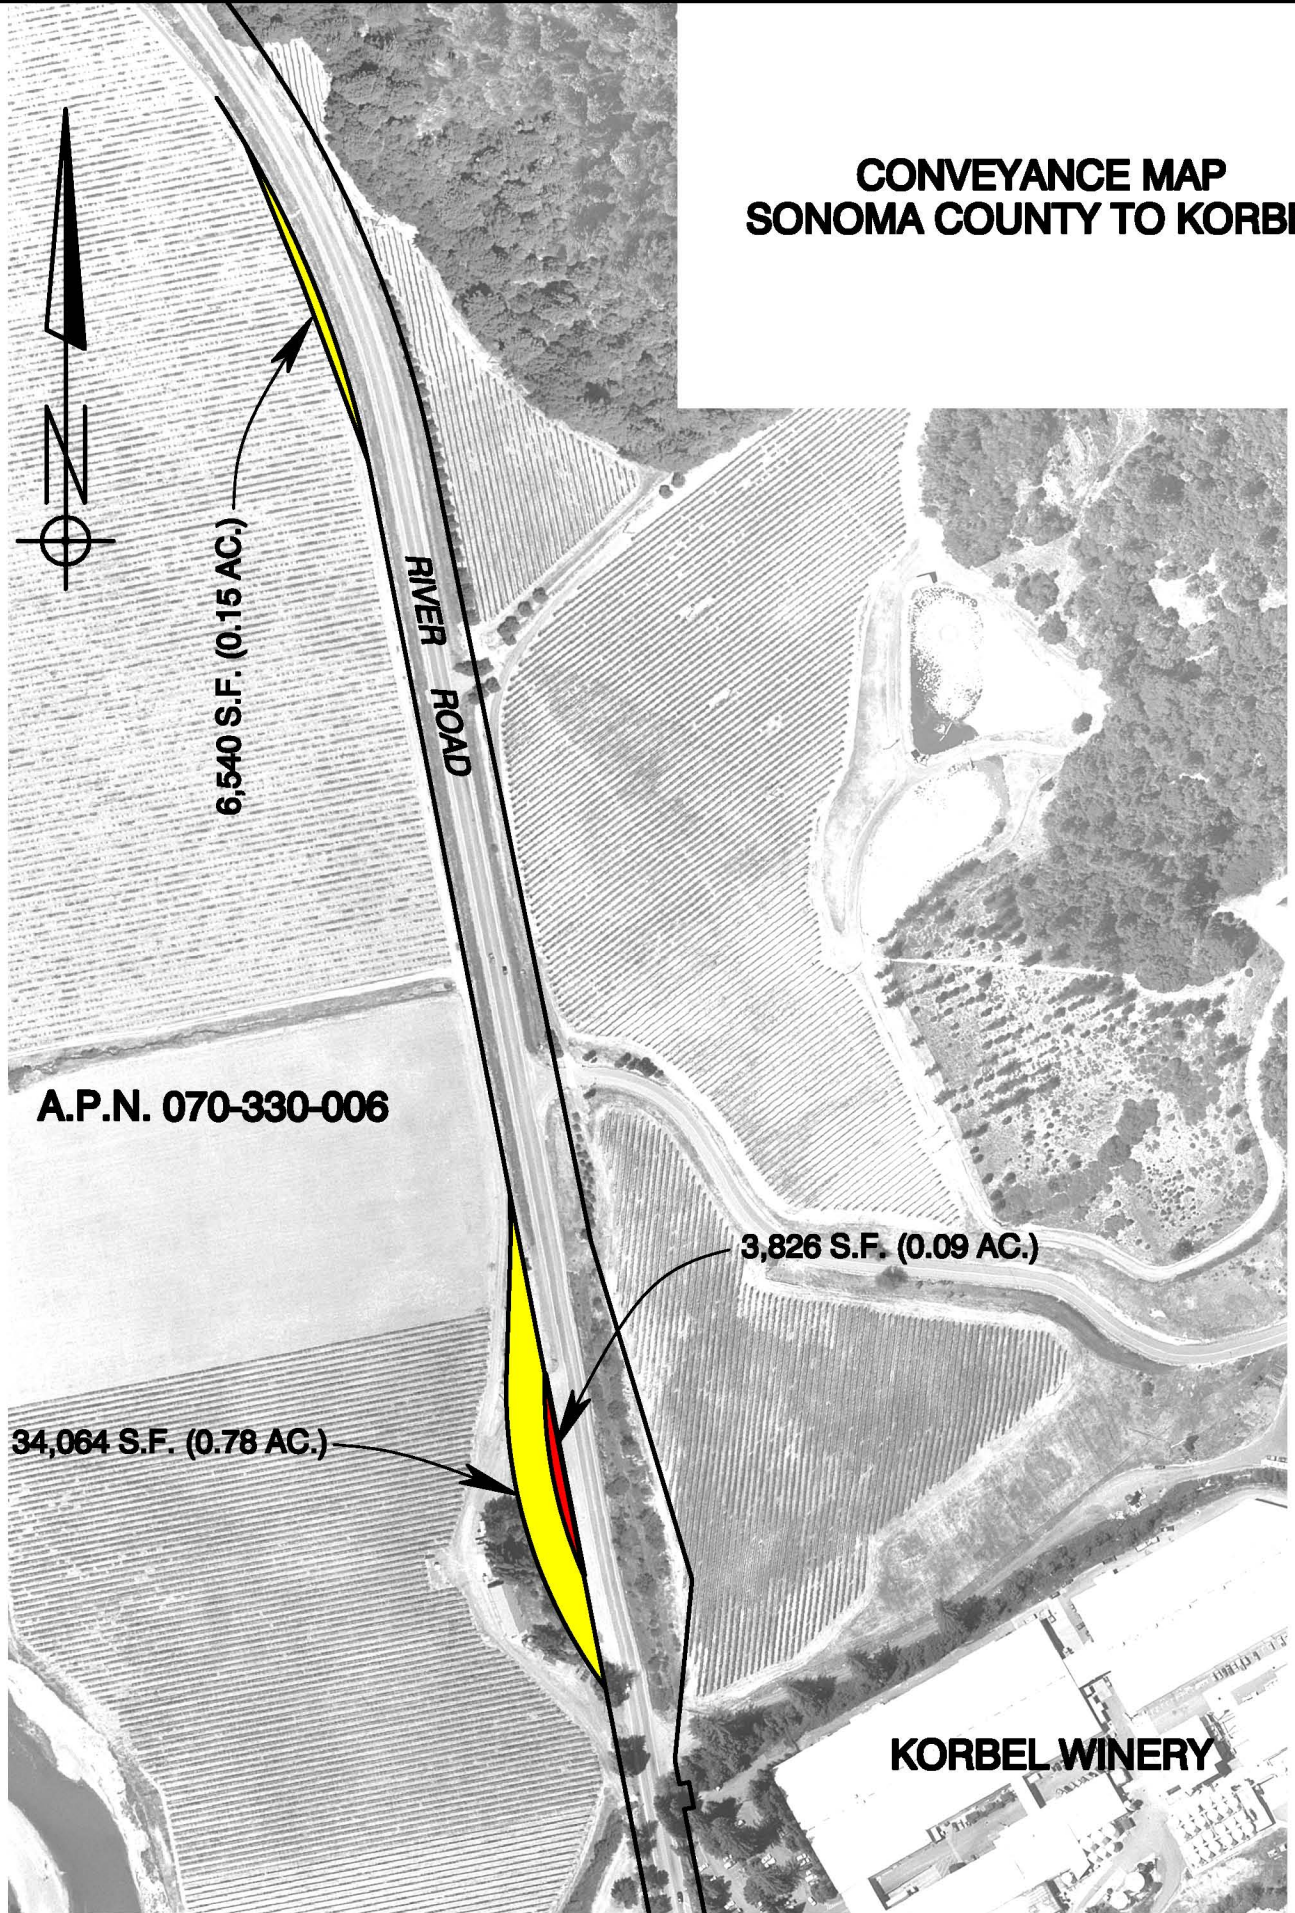 CONVEYANCE MAP
SONOMA COUNTY TO
6,540 S.F. (0.15 AC.)
RIVER ROAD
N
A.P.N. 070-330-006
3,826 S.F. (0.09 AC.)
34,064 S.F. (0.78 AC.)
KORBEL WINERY